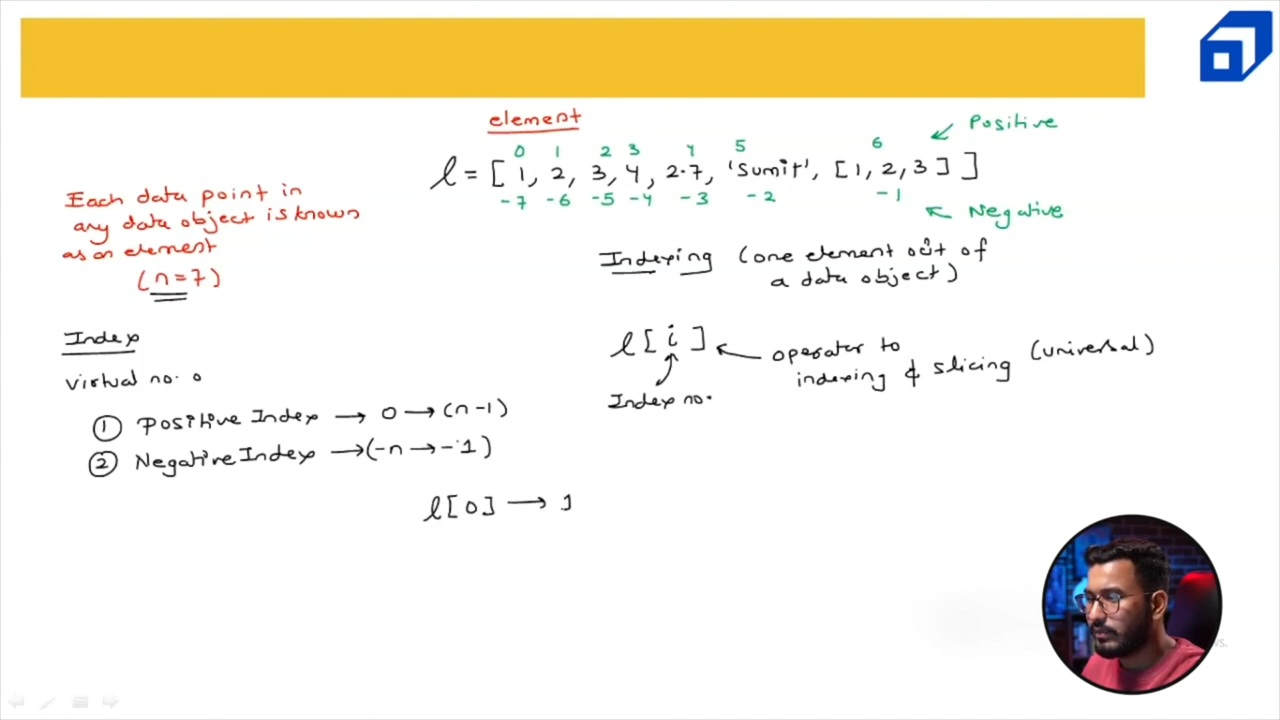 element
0 1 2 3 4 5 6 Positive
l = [ 1, 2, 3, 4, 2.7, 'Sumit', [1, 2, 3] ]
-7 -6 -5 -4 -3 -2 -1 Negative
Each data point in
any data object is known
as an element
(n=7)
Indexing (one element out of
a data object)
Index
Virtual no. o
① Positive Index → 0 → (n-1)
② Negative Index → (-n → -1)
l[i] operator to
indexing & slicing (universal)
Index no.
l[0] → 1